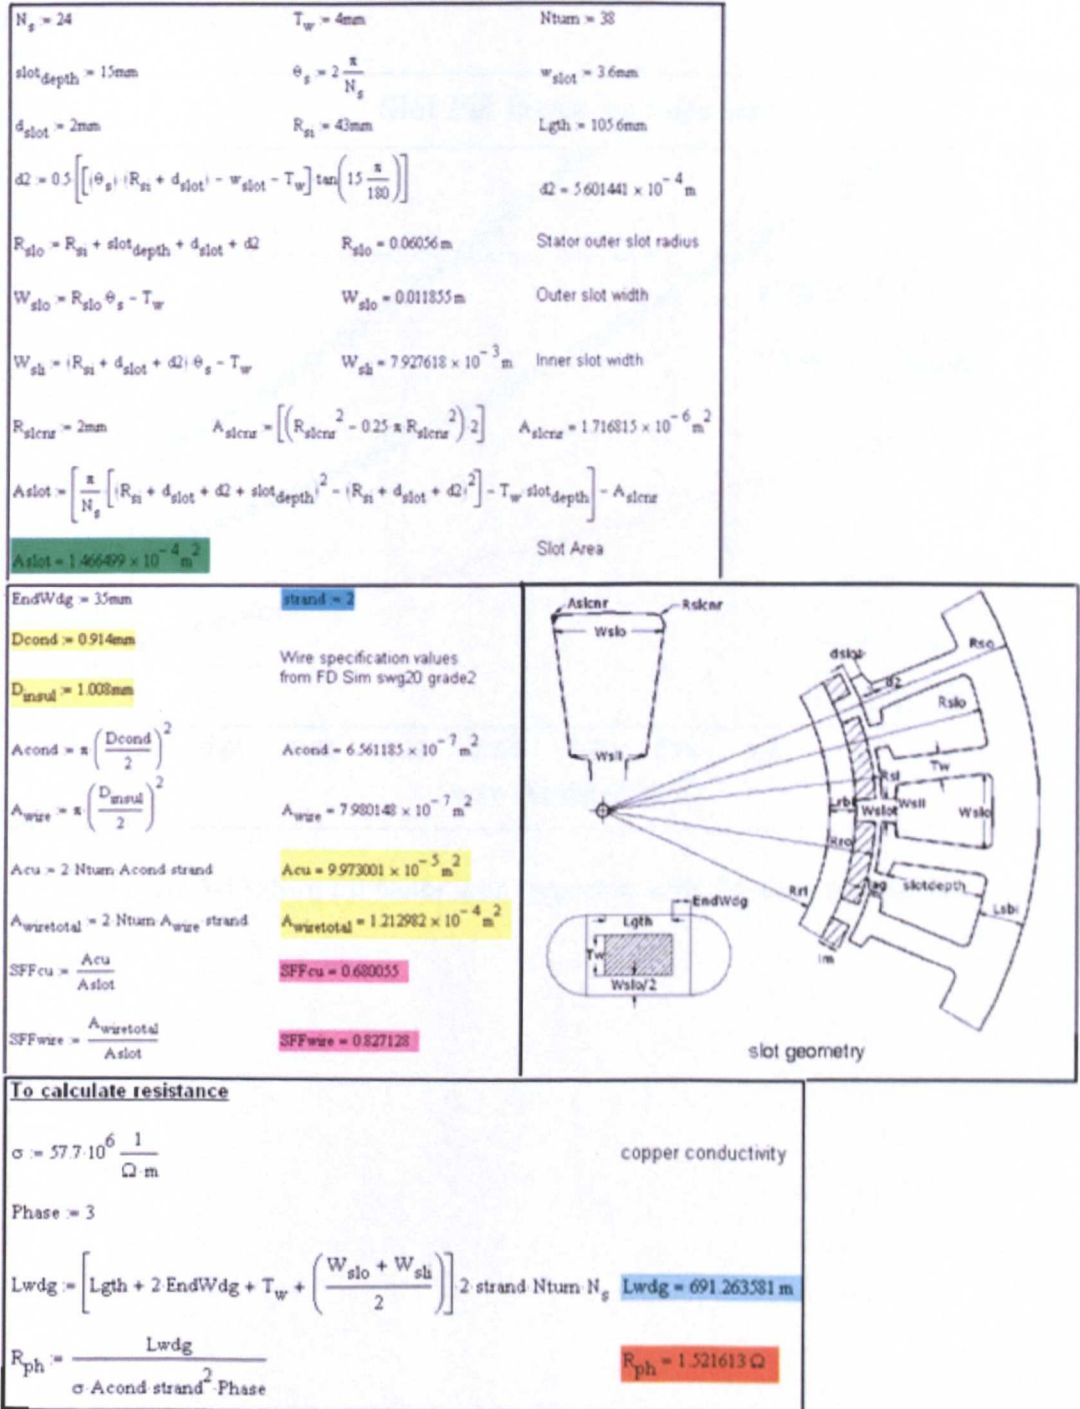 N_s := 24 T_w := 4mm Nturn := 38
slot_depth := 15mm θ_s := 2 π/N_s w_slot := 3.6mm
d_slot := 2mm R_si := 43mm Lgth := 105.6mm
d2 := 0.5 [[(θ_s) (R_si + d_slot) - w_slot - T_w] tan(15 π/180)] d2 = 5.601441 × 10^-4 m
R_slo := R_si + slot_depth + d_slot + d2 R_slo = 0.06056 m Stator outer slot radius
W_slo := R_slo θ_s - T_w W_slo = 0.011855 m Outer slot width
W_sli := (R_si + d_slot + d2) θ_s - T_w W_sli = 7.927618 × 10^-3 m Inner slot width
R_slcnr := 2mm A_slcnr := [(R_slcnr^2 - 0.25 π R_slcnr^2) · 2] A_slcnr = 1.716815 × 10^-6 m^2
Aslot := [π/N_s [(R_si + d_slot + d2 + slot_depth)^2 - (R_si + d_slot + d2)^2] - T_w slot_depth] - A_slcnr
Aslot = 1.466499 × 10^-4 m^2 Slot Area
EndWdg := 35mm strand := 2
Dcond := 0.914mm
Wire specification values
from FD Sim swg20 grade2
D_insul := 1.008mm
Acond := π (Dcond/2)^2 Acond = 6.561185 × 10^-7 m^2
A_wire := π (D_insul/2)^2 A_wire = 7.980148 × 10^-7 m^2
Acu := 2 Nturn Acond strand Acu = 9.973001 × 10^-5 m^2
A_wiretotal := 2 Nturn A_wire strand A_wiretotal = 1.212982 × 10^-4 m^2
SFFcu := Acu/Aslot SFFcu = 0.680055
SFFwire := A_wiretotal/Aslot SFFwire = 0.827128
Aslcnr Rslcnr
Wslo
Wsli
dslot
d2
Rso
Rslo
Tw
Rsi
Lrbi
Wslot
Wsli
Wslo
Rro
Rri
ag
slotdepth
Lsbi
lm
EndWdg
Lgth
Tw
Wslo/2
slot geometry
To calculate resistance
σ := 57.7·10^6 1/(Ω·m) copper conductivity
Phase := 3
Lwdg := [Lgth + 2·EndWdg + T_w + ((W_slo + W_sli)/2)]·2·strand·Nturn·N_s Lwdg = 691.263581 m
R_ph := Lwdg/(σ·Acond·strand^2·Phase) R_ph = 1.521613 Ω